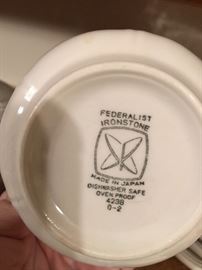 FEDERALIST
IRONSTONE
MADE IN JAPAN
DISHWASHER SAFE
OVEN PROOF
4238
0-2